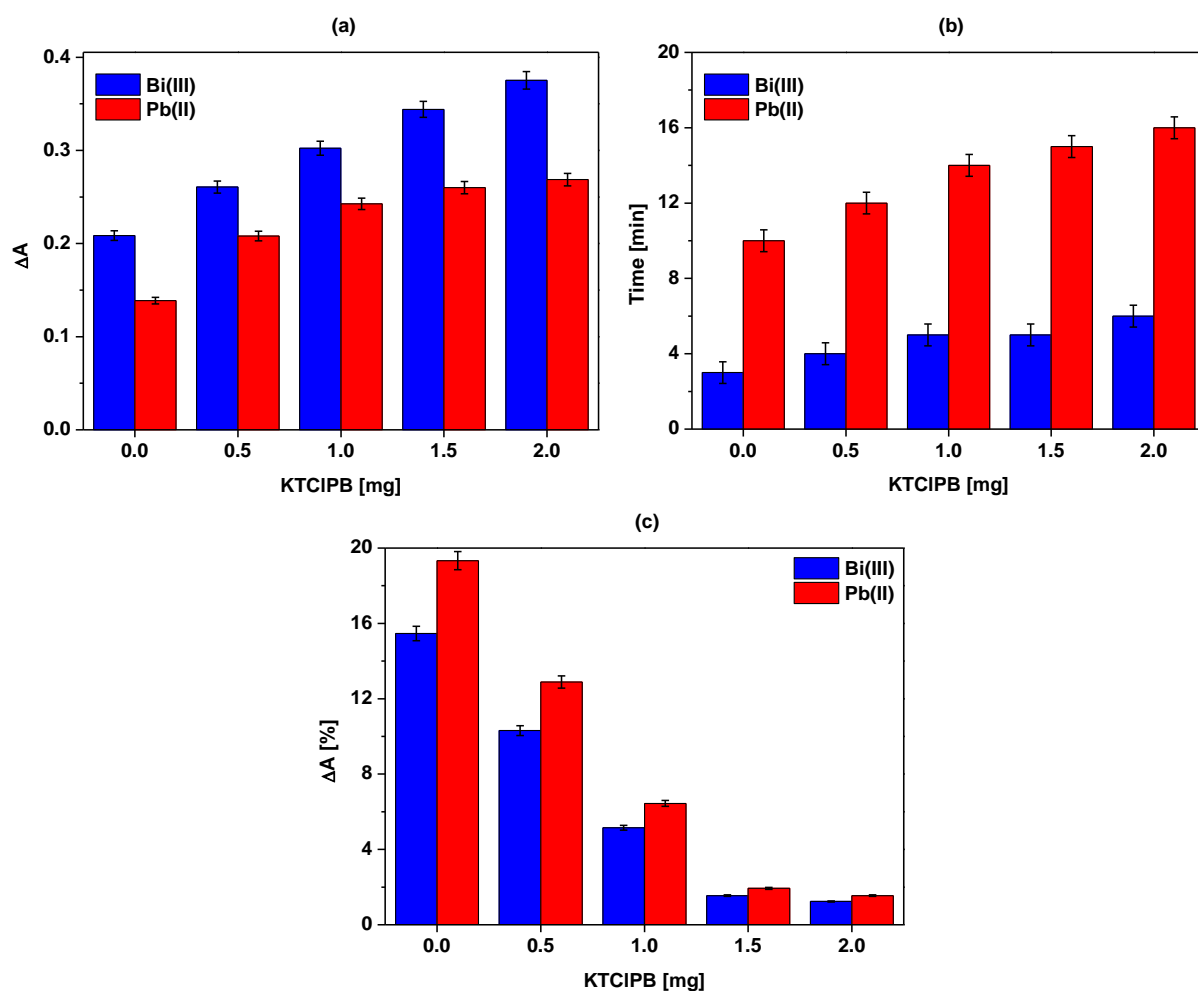 (a)
0.4
0.3
0.2
0.1
0.0
ΔA
Bi(III)
Pb(II)
0.0 0.5 1.0 1.5 2.0
KTClPB [mg]
(b)
20
16
12
8
4
0
Time [min]
Bi(III)
Pb(II)
0.0 0.5 1.0 1.5 2.0
KTClPB [mg]
(c)
20
16
12
8
4
0
ΔA [%]
Bi(III)
Pb(II)
0.0 0.5 1.0 1.5 2.0
KTClPB [mg]